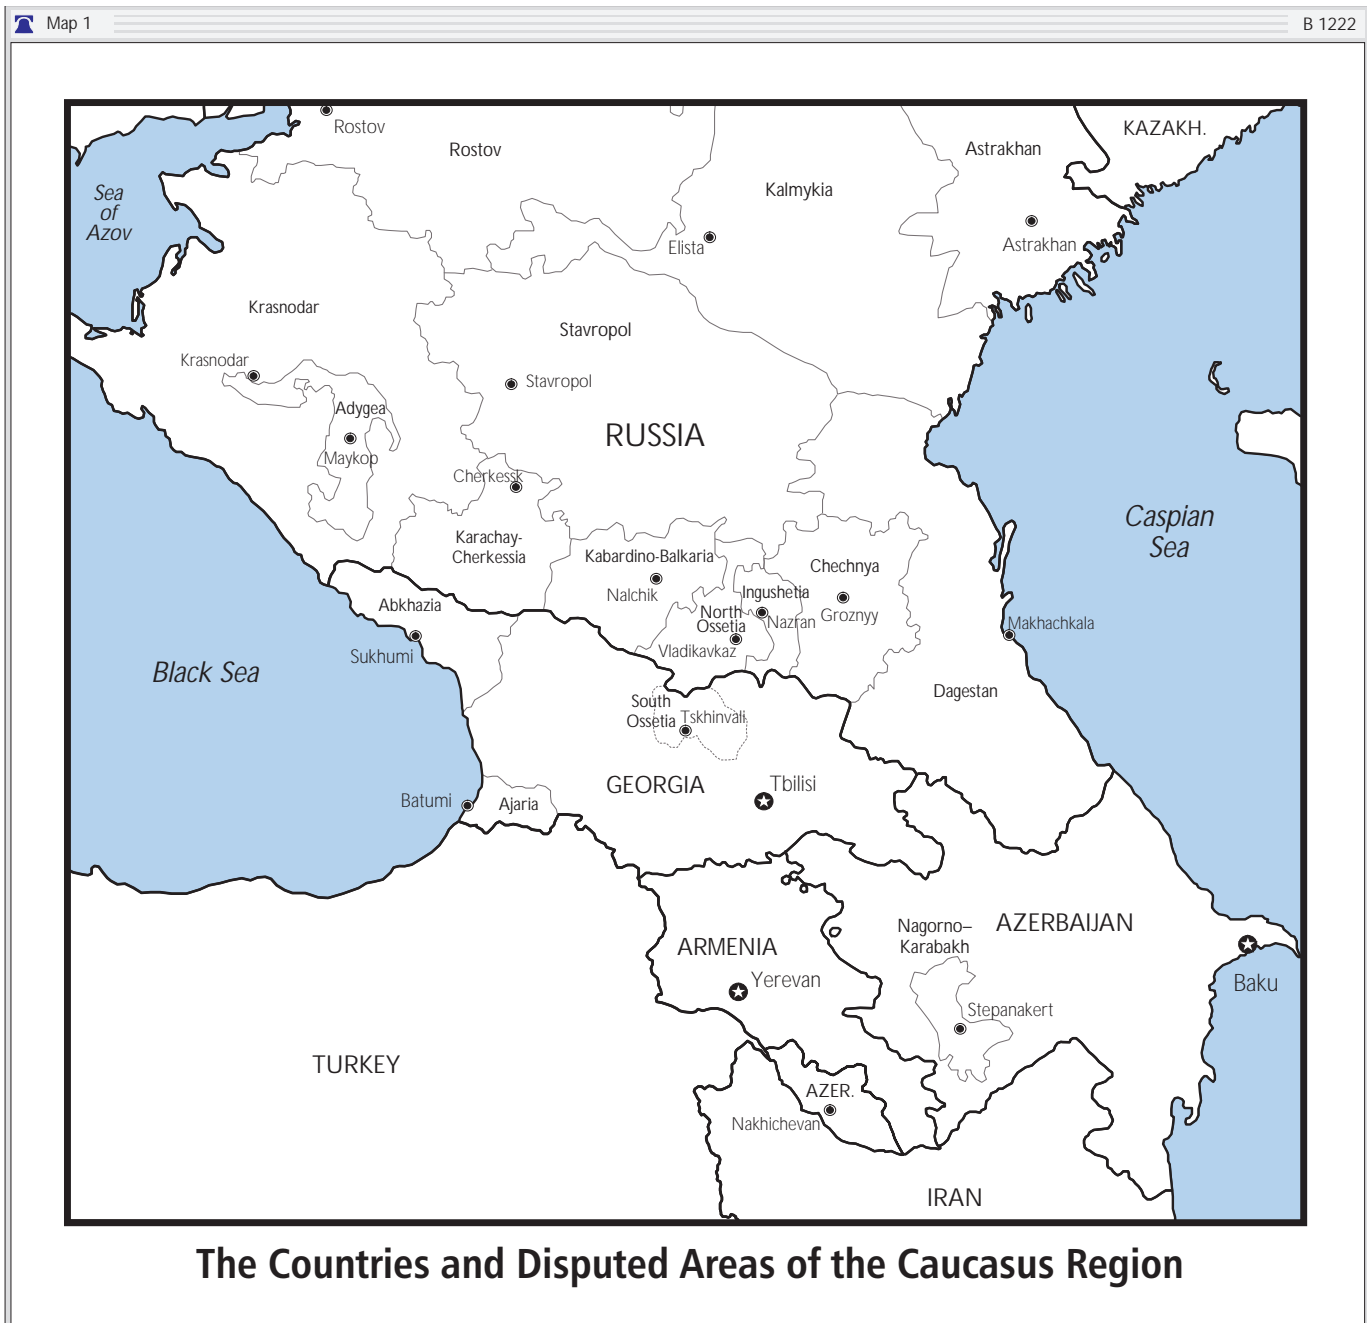 Map 1
B 1222
KAZAKH.
Rostov
Rostov
Astrakhan
Kalmykia
Sea
of
Azov
Elista
Astrakhan
Krasnodar
Stavropol
Krasnodar
Stavropol
Adygea
RUSSIA
Maykop
Cherkessk
Caspian
Sea
Karachay-
Cherkessia
Kabardino-Balkaria
Chechnya
Nalchik
Ingushetia
Abkhazia
North
Ossetia
Nazran
Groznyy
Makhachkala
Sukhumi
Vladikavkaz
Black Sea
Dagestan
South
Ossetia
Tskhinvali
GEORGIA
Tbilisi
Batumi
Ajaria
Nagorno–
Karabakh
AZERBAIJAN
ARMENIA
Yerevan
Baku
Stepanakert
TURKEY
AZER.
Nakhichevan
IRAN
The Countries and Disputed Areas of the Caucasus Region